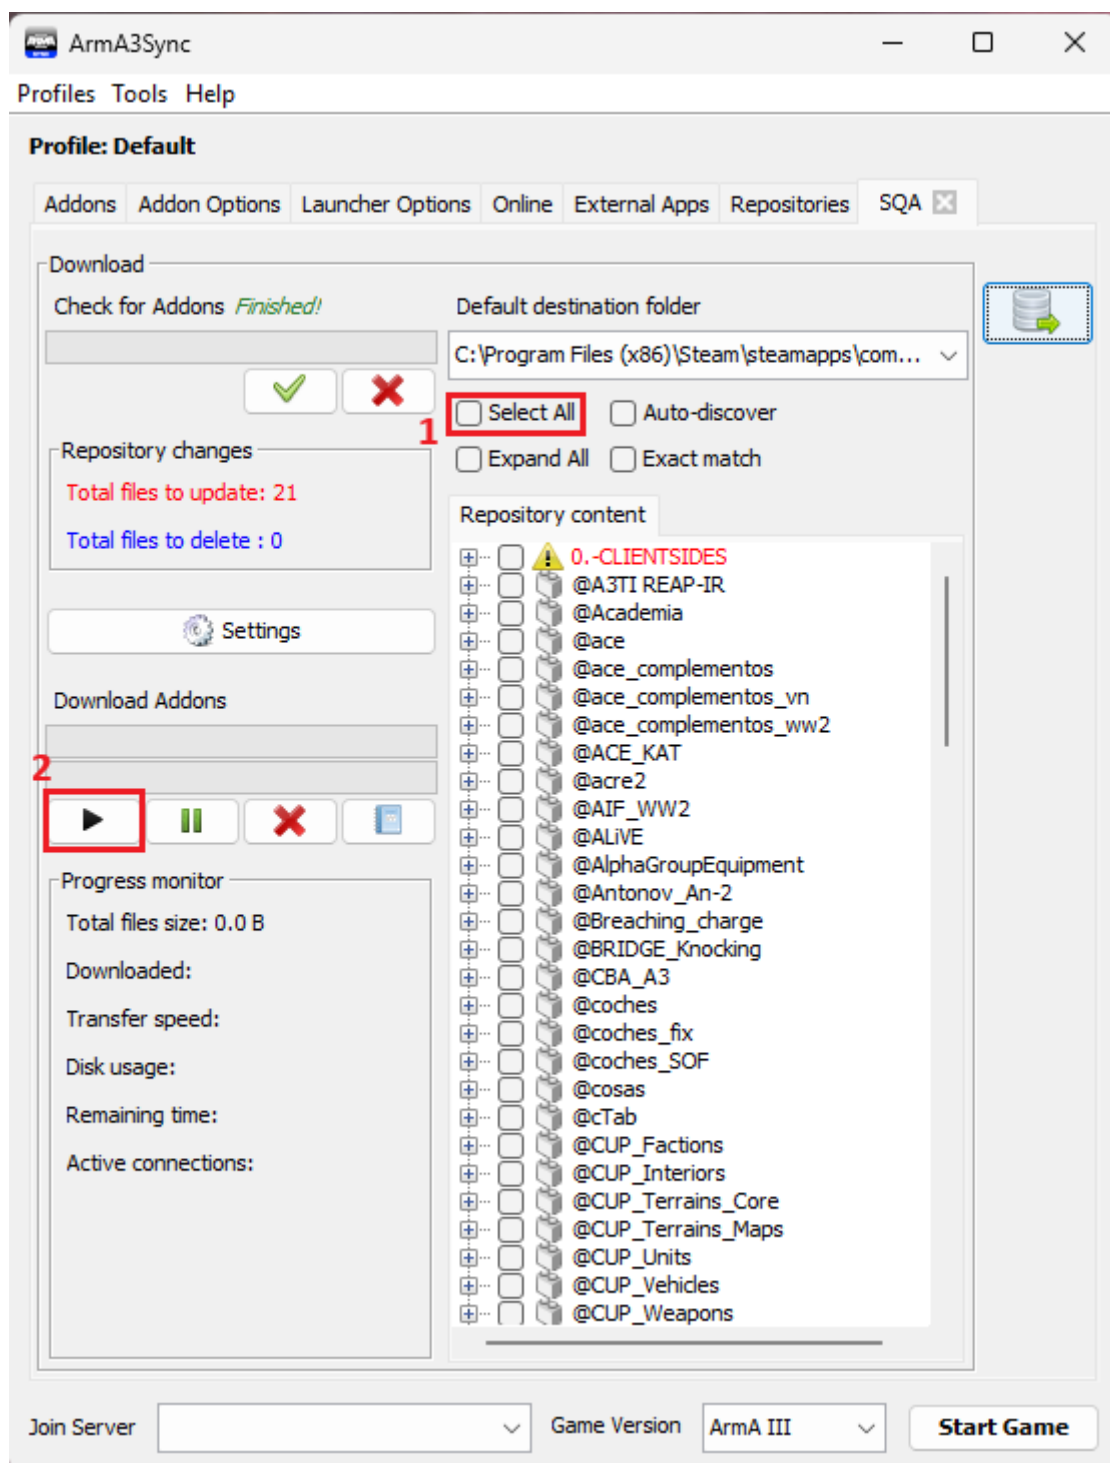 ArmA3Sync
Profiles Tools Help
Profile: Default
Addons Addon Options Launcher Options Online External Apps Repositories SQA
Download
Check for Addons Finished!
Default destination folder
C:\Program Files (x86)\Steam\steamapps\com...
1
Select All Auto-discover
Expand All Exact match
Repository changes
Total files to update: 21
Total files to delete : 0
Settings
Download Addons
2
Progress monitor
Total files size: 0.0 B
Downloaded:
Transfer speed:
Disk usage:
Remaining time:
Active connections:
Repository content
0.-CLIENTSIDES
@A3TI REAP-IR
@Academia
@ace
@ace_complementos
@ace_complementos_vn
@ace_complementos_ww2
@ACE_KAT
@acre2
@AIF_WW2
@ALiVE
@AlphaGroupEquipment
@Antonov_An-2
@Breaching_charge
@BRIDGE_Knocking
@CBA_A3
@coches
@coches_fix
@coches_SOF
@cosas
@cTab
@CUP_Factions
@CUP_Interiors
@CUP_Terrains_Core
@CUP_Terrains_Maps
@CUP_Units
@CUP_Vehicles
@CUP_Weapons
Join Server
Game Version ArmA III
Start Game